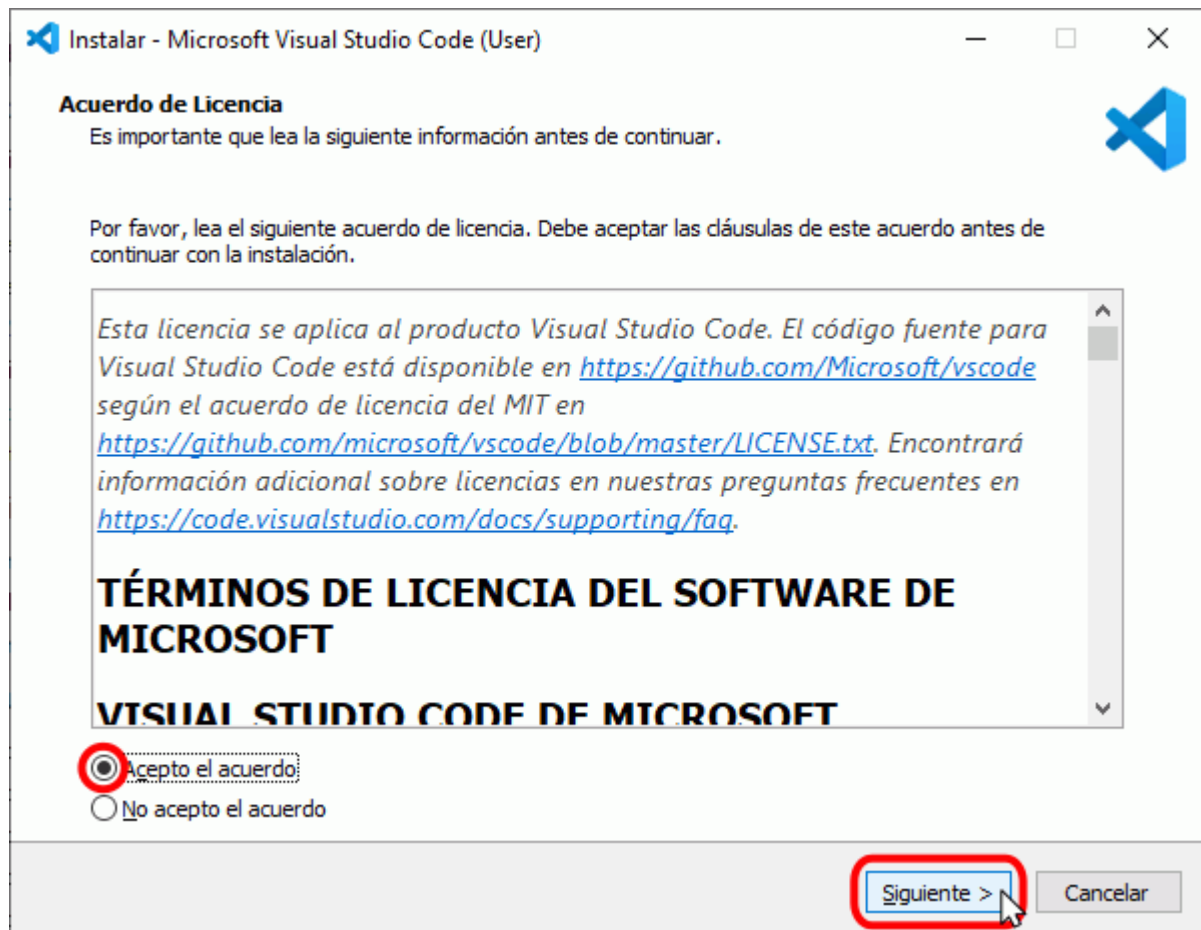 Instalar - Microsoft Visual Studio Code (User)
Acuerdo de Licencia
Es importante que lea la siguiente información antes de continuar.
Por favor, lea el siguiente acuerdo de licencia. Debe aceptar las cláusulas de este acuerdo antes de
continuar con la instalación.
Esta licencia se aplica al producto Visual Studio Code. El código fuente para
Visual Studio Code está disponible en https://github.com/Microsoft/vscode
según el acuerdo de licencia del MIT en
https://github.com/microsoft/vscode/blob/master/LICENSE.txt. Encontrará
información adicional sobre licencias en nuestras preguntas frecuentes en
https://code.visualstudio.com/docs/supporting/faq.
TÉRMINOS DE LICENCIA DEL SOFTWARE DE
MICROSOFT
VISUAL STUDIO CODE DE MICROSOFT
Acepto el acuerdo
No acepto el acuerdo
Siguiente >
Cancelar